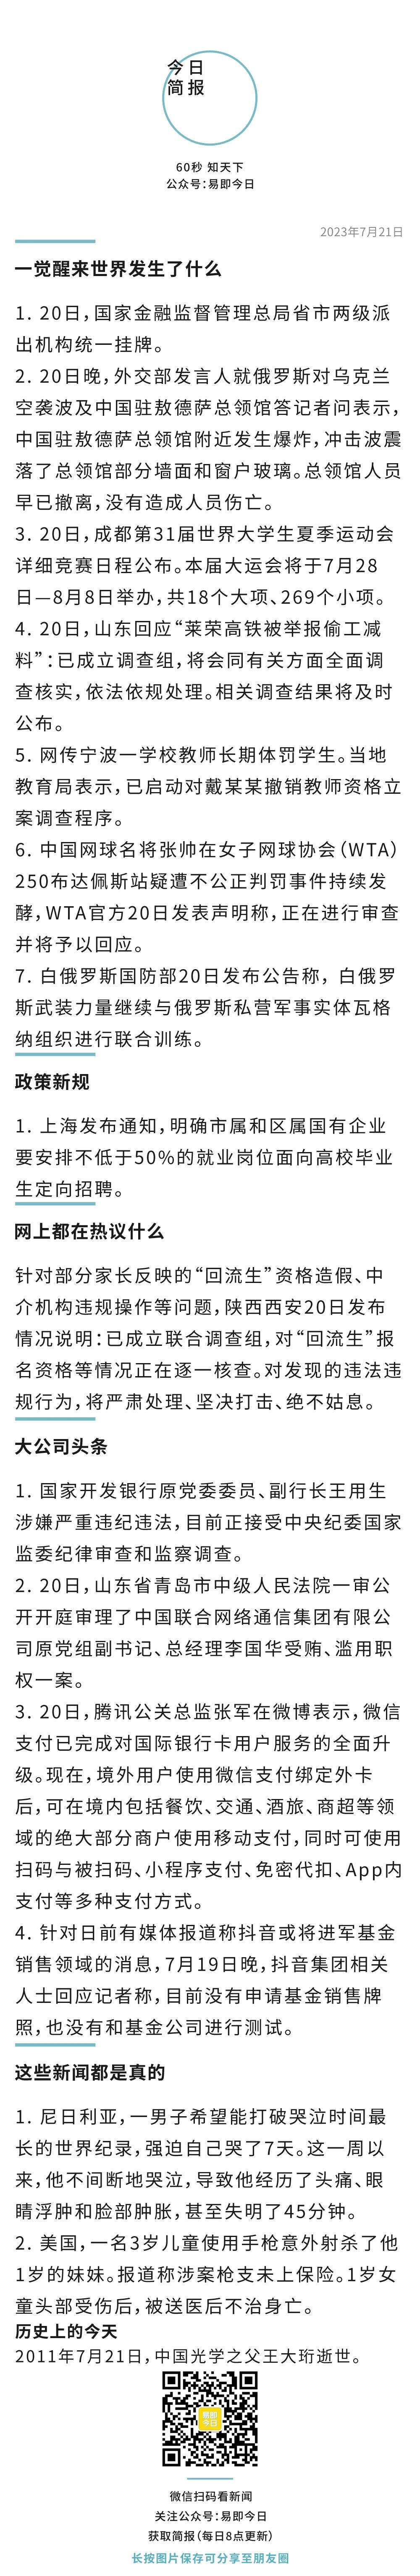 今日
简报
60秒 知天下
公众号：易即今日
2023年7月21日
一觉醒来世界发生了什么
1. 20日，国家金融监督管理总局省市两级派
出机构统一挂牌。
2. 20日晚，外交部发言人就俄罗斯对乌克兰
空袭波及中国驻敖德萨总领馆答记者问表示，
中国驻敖德萨总领馆附近发生爆炸，冲击波震
落了总领馆部分墙面和窗户玻璃。总领馆人员
早已撤离，没有造成人员伤亡。
3. 20日，成都第31届世界大学生夏季运动会
详细竞赛日程公布。本届大运会将于7月28
日—8月8日举办，共18个大项、269个小项。
4. 20日，山东回应“莱荣高铁被举报偷工减
料”：已成立调查组，将会同有关方面全面调
查核实，依法依规处理。相关调查结果将及时
公布。
5. 网传宁波一学校教师长期体罚学生。当地
教育局表示，已启动对戴某某撤销教师资格立
案调查程序。
6. 中国网球名将张帅在女子网球协会（WTA）
250布达佩斯站疑遭不公正判罚事件持续发
酵，WTA官方20日发表声明称，正在进行审查
并将予以回应。
7. 白俄罗斯国防部20日发布公告称，白俄罗
斯武装力量继续与俄罗斯私营军事实体瓦格
纳组织进行联合训练。
政策新规
1. 上海发布通知，明确市属和区属国有企业
要安排不低于50%的就业岗位面向高校毕业
生定向招聘。
网上都在热议什么
针对部分家长反映的“回流生”资格造假、中
介机构违规操作等问题，陕西西安20日发布
情况说明：已成立联合调查组，对“回流生”报
名资格等情况正在逐一核查。对发现的违法违
规行为，将严肃处理、坚决打击、绝不姑息。
大公司头条
1. 国家开发银行原党委委员、副行长王用生
涉嫌严重违纪违法，目前正接受中央纪委国家
监委纪律审查和监察调查。
2. 20日，山东省青岛市中级人民法院一审公
开开庭审理了中国联合网络通信集团有限公
司原党组副书记、总经理李国华受贿、滥用职
权一案。
3. 20日，腾讯公关总监张军在微博表示，微信
支付已完成对国际银行卡用户服务的全面升
级。现在，境外用户使用微信支付绑定外卡
后，可在境内包括餐饮、交通、酒旅、商超等领
域的绝大部分商户使用移动支付，同时可使用
扫码与被扫码、小程序支付、免密代扣、App内
支付等多种支付方式。
4. 针对日前有媒体报道称抖音或将进军基金
销售领域的消息，7月19日晚，抖音集团相关
人士回应记者称，目前没有申请基金销售牌
照，也没有和基金公司进行测试。
这些新闻都是真的
1. 尼日利亚，一男子希望能打破哭泣时间最
长的世界纪录，强迫自己哭了7天。这一周以
来，他不间断地哭泣，导致他经历了头痛、眼
睛浮肿和脸部肿胀，甚至失明了45分钟。
2. 美国，一名3岁儿童使用手枪意外射杀了他
1岁的妹妹。报道称涉案枪支未上保险。1岁女
童头部受伤后，被送医后不治身亡。
历史上的今天
2011年7月21日，中国光学之父王大珩逝世。
易即
今日
微信扫码看新闻
关注公众号：易即今日
获取简报（每日8点更新）
长按图片保存可分享至朋友圈